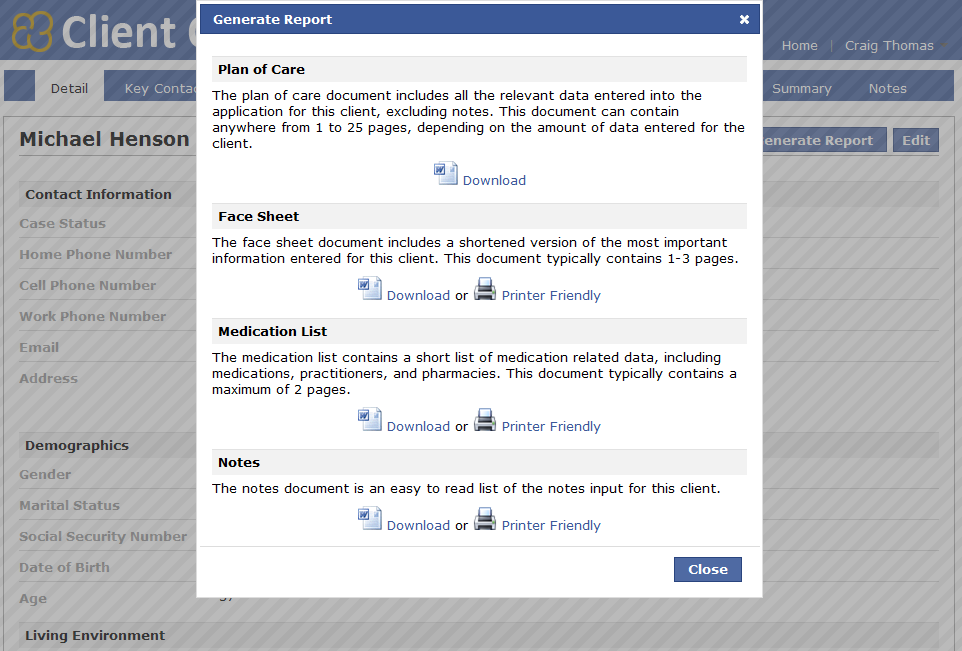 Client
Home | Craig Thomas
Detail
Key Contac
Summary
Notes
Michael Henson
enerate Report
Edit
Contact Information
Case Status
Home Phone Number
Cell Phone Number
Work Phone Number
Email
Address
Demographics
Gender
Marital Status
Social Security Number
Date of Birth
Age
Living Environment
Generate Report
Plan of Care
The plan of care document includes all the relevant data entered into the
application for this client, excluding notes. This document can contain
anywhere from 1 to 25 pages, depending on the amount of data entered for the
client.
Download
Face Sheet
The face sheet document includes a shortened version of the most important
information entered for this client. This document typically contains 1-3 pages.
Download or Printer Friendly
Medication List
The medication list contains a short list of medication related data, including
medications, practitioners, and pharmacies. This document typically contains a
maximum of 2 pages.
Download or Printer Friendly
Notes
The notes document is an easy to read list of the notes input for this client.
Download or Printer Friendly
Close